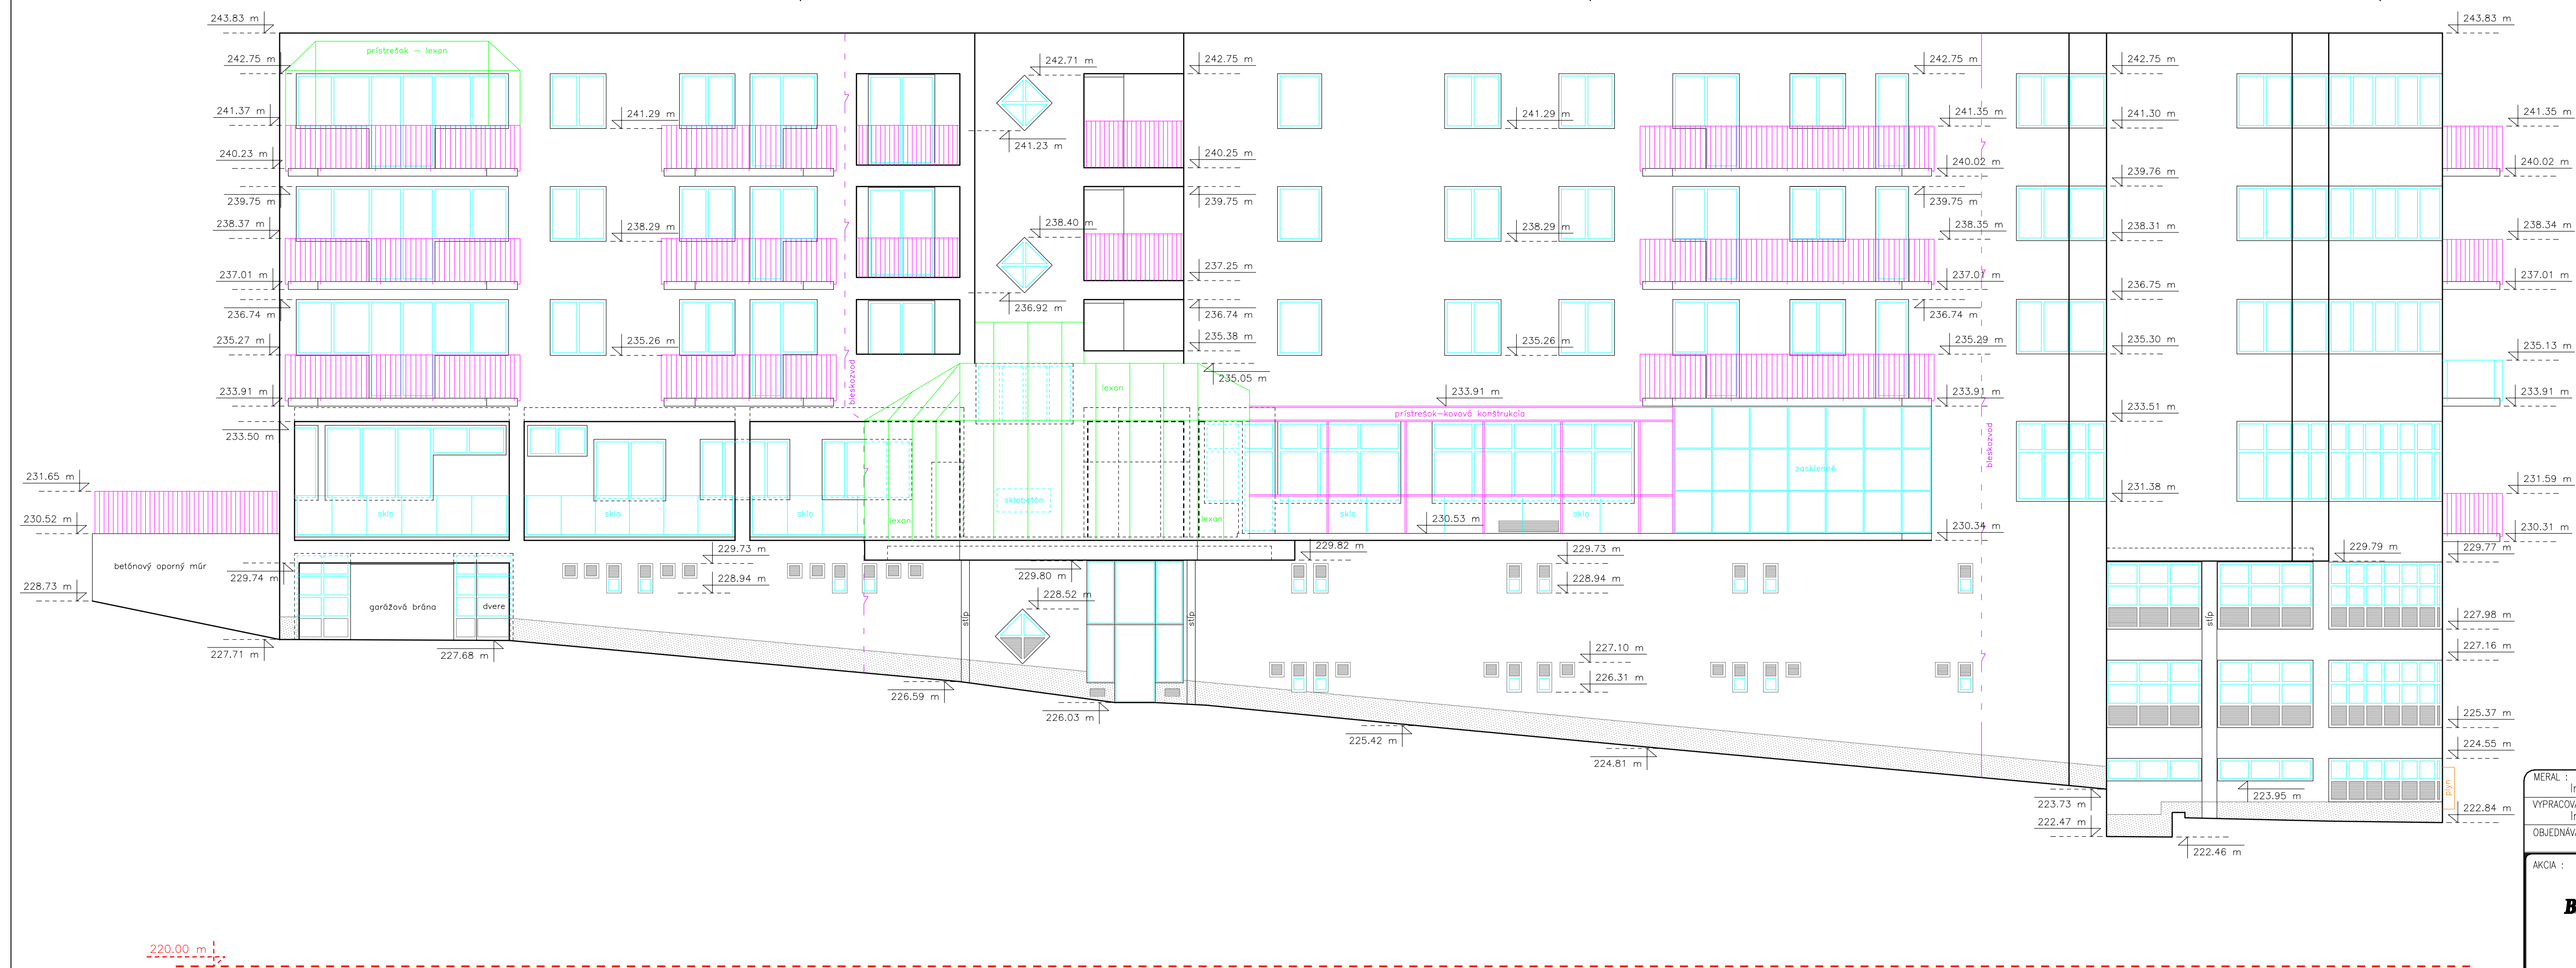 243.83 m
243.83 m
prístrešok - lexan
242.75 m
242.71 m
242.75 m
242.75 m
242.75 m
241.37 m
241.29 m
241.29 m
241.35 m
241.30 m
241.35 m
241.23 m
240.23 m
240.25 m
240.02 m
240.02 m
239.76 m
239.75 m
239.75 m
239.75 m
238.37 m
238.29 m
238.40 m
238.29 m
238.35 m
238.31 m
238.34 m
237.01 m
237.25 m
237.01 m
237.01 m
236.92 m
236.75 m
236.74 m
236.74 m
236.74 m
235.27 m
235.26 m
235.38 m
235.26 m
235.29 m
235.30 m
235.13 m
bleskozvod
235.05 m
lexan
233.91 m
233.91 m
233.91 m
233.91 m
prístrešok-kovová konštrukcia
233.51 m
233.50 m
bleskozvod
zasklenné
231.65 m
231.38 m
231.59 m
sklobetón
sklo
sklo
sklo
lexan
lexan
sklo
sklo
230.52 m
230.53 m
230.34 m
230.31 m
betónový oporný múr
229.74 m
229.73 m
229.80 m
229.82 m
229.73 m
229.79 m
229.77 m
228.73 m
228.94 m
228.94 m
228.52 m
garážová brána
dvere
stĺp
stĺp
stĺp
227.98 m
227.71 m
227.68 m
227.10 m
227.16 m
226.59 m
226.31 m
226.03 m
225.42 m
225.37 m
224.81 m
224.55 m
plyn
223.95 m
223.73 m
222.84 m
222.47 m
222.46 m
MERAL :
VYPRACOVA
OBJEDNÁVA
AKCIA :
B
220.00 m